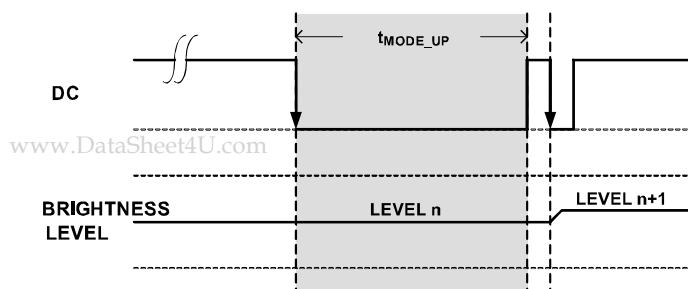 tMODE_UP
DC
www.DataSheet4U.com
BRIGHTNESS
LEVEL
LEVEL n
LEVEL n+1